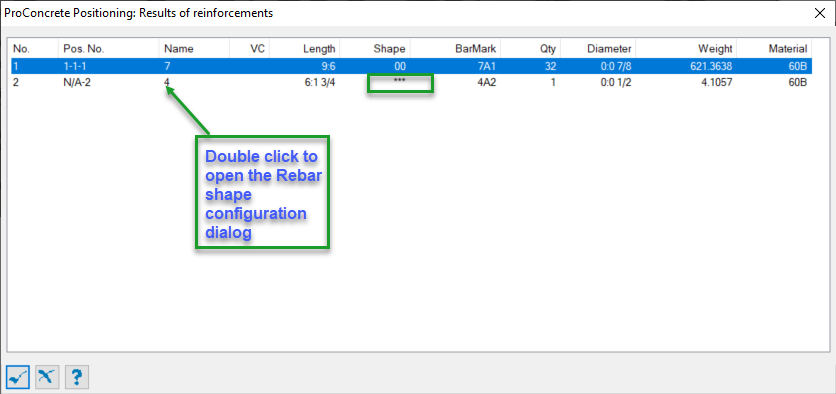 ProConcrete Positioning: Results of reinforcements
No. Pos. No. Name VC Length Shape BarMark Qty Diameter Weight Material
1 1-1-1 7 9:6 00 7A1 32 0:0 7/8 621.3638 60B
2 N/A-2 4 6:1 3/4 *** 4A2 1 0:0 1/2 4.1057 60B
Double click to
open the Rebar
shape
configuration
dialog
?